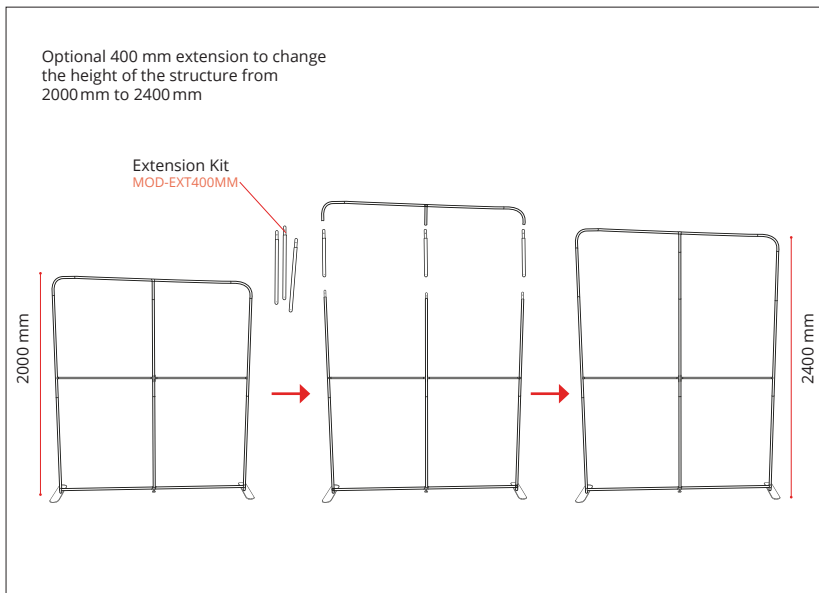 Optional 400 mm extension to change
the height of the structure from
2000 mm to 2400 mm
Extension Kit
MOD-EXT400MM
2000 mm
2400 mm